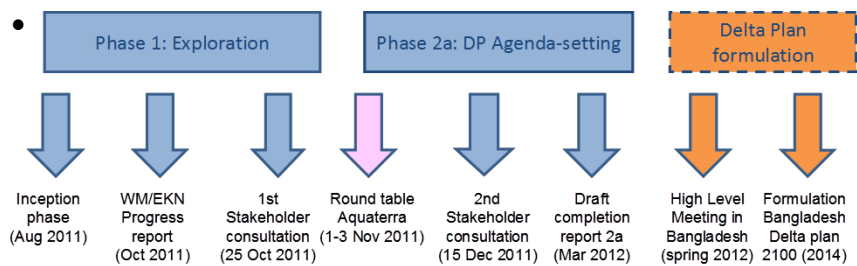 Phase 1: Exploration
Phase 2a: DP Agenda-setting
Delta Plan
formulation
Inception
phase
(Aug 2011)
WM/EKN
Progress
report
(Oct 2011)
1st
Stakeholder
consultation
(25 Oct 2011)
Round table
Aquaterra
(1-3 Nov 2011)
2nd
Stakeholder
consultation
(15 Dec 2011)
Draft
completion
report 2a
(Mar 2012)
High Level
Meeting in
Bangladesh
(spring 2012)
Formulation
Bangladesh
Delta plan
2100 (2014)